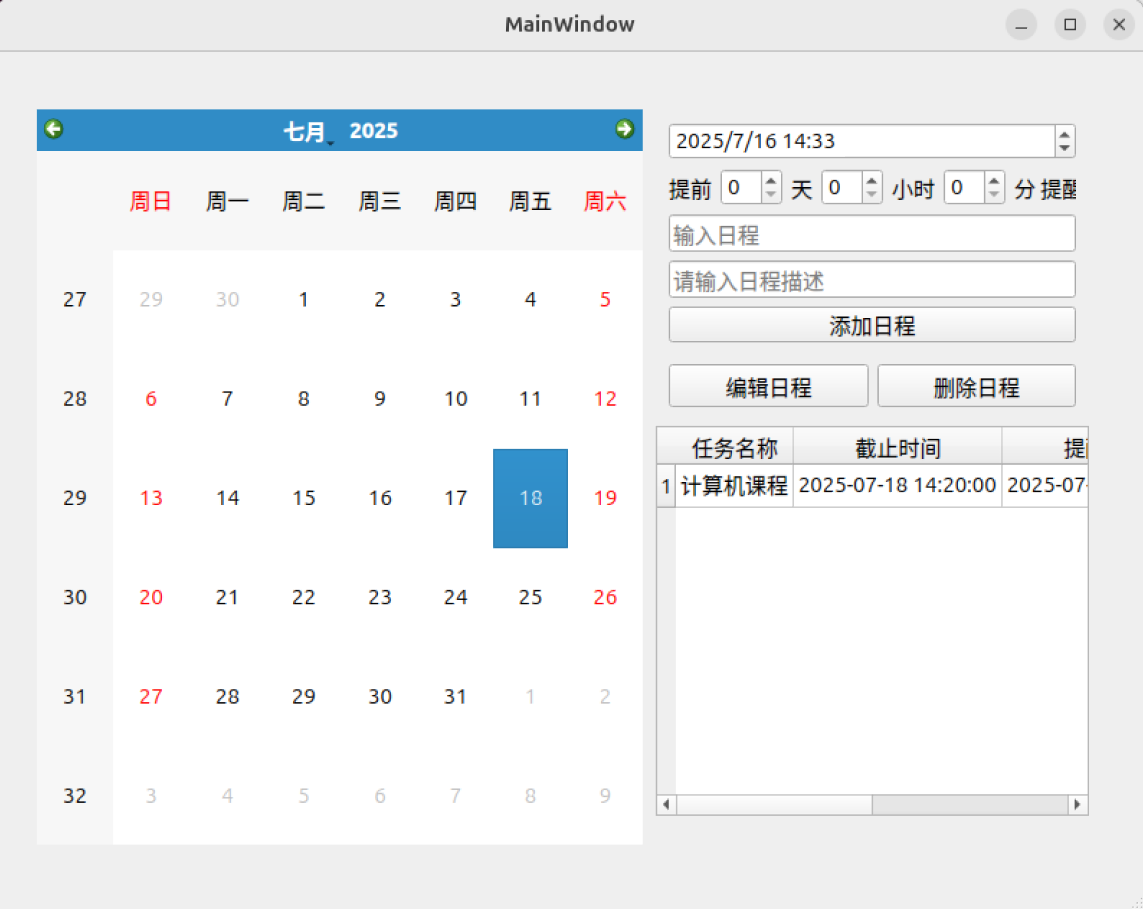 MainWindow
七月 2025
周日 周一 周二 周三 周四 周五 周六
27 29 30 1 2 3 4 5
28 6 7 8 9 10 11 12
29 13 14 15 16 17 18 19
30 20 21 22 23 24 25 26
31 27 28 29 30 31 1 2
32 3 4 5 6 7 8 9
2025/7/16 14:33
提前 0 天 0 小时 0 分 提醒
输入日程
请输入日程描述
添加日程
编辑日程 删除日程
任务名称 截止时间 提
1 计算机课程 2025-07-18 14:20:00 2025-07-